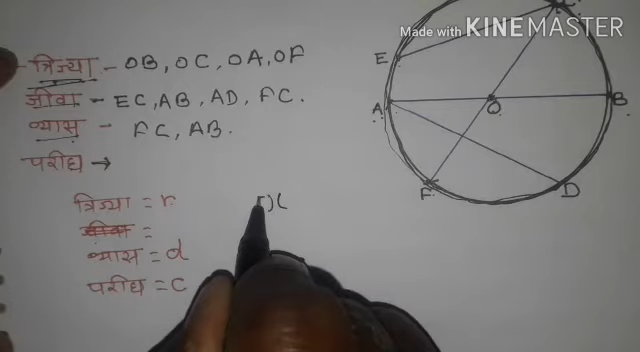 Made with KINEMASTER
त्रिज्या - OB, OC, OA, OF
जीवा - EC, AB, AD, FC.
व्यास - FC, AB.
परीघ →
त्रिज्या = r
जीवा =
व्यास = d
परीघ = C
E
A
O
B
F
D